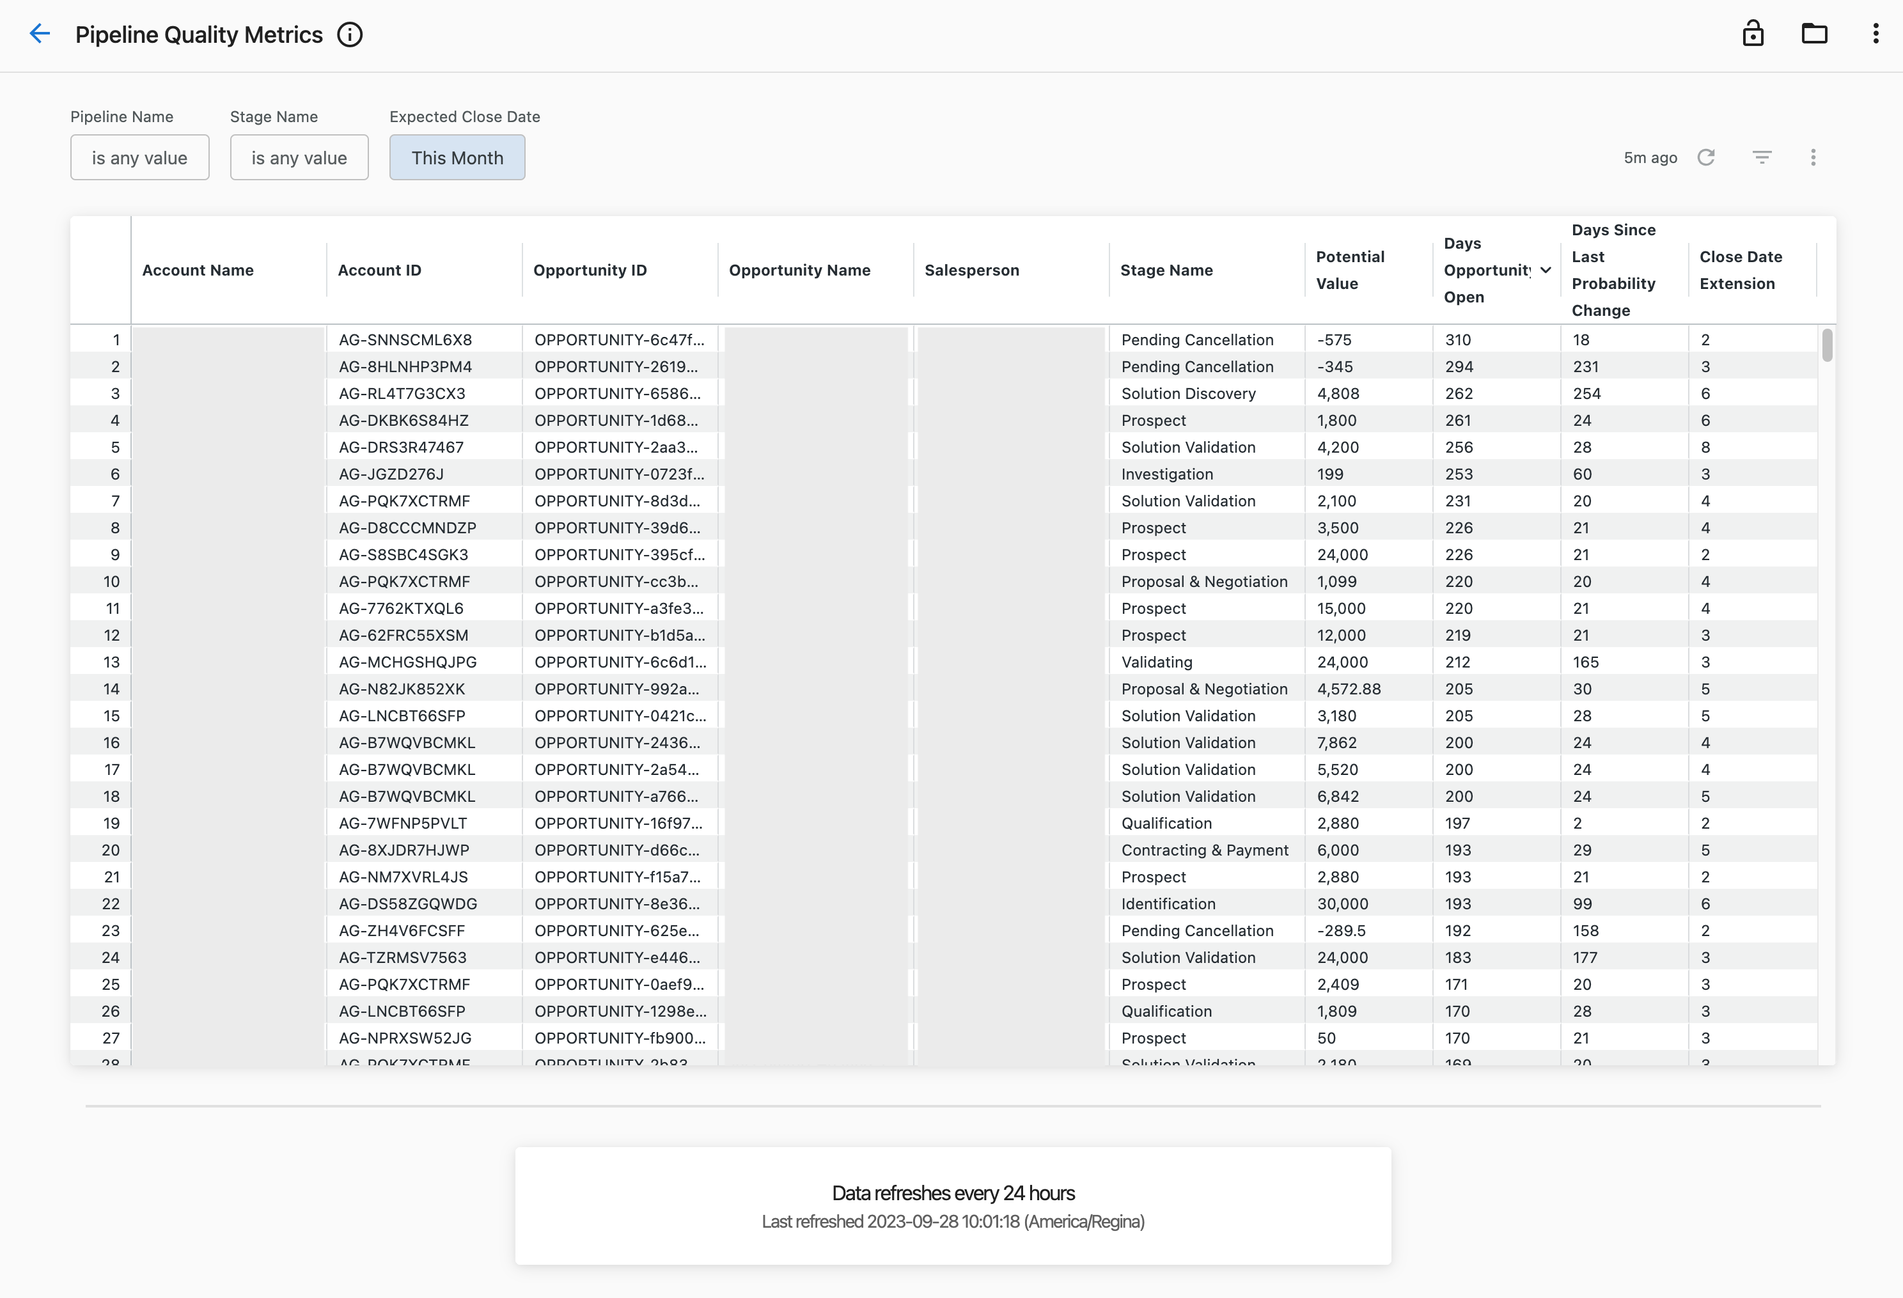 Pipeline Quality Metrics
Pipeline Name Stage Name Expected Close Date
is any value is any value This Month
5m ago
Account Name Account ID Opportunity ID Opportunity Name Salesperson Stage Name Potential Value Days Opportunity Open Days Since Last Probability Change Close Date Extension
1 AG-SNNSCML6X8 OPPORTUNITY-6c47f... Pending Cancellation -575 310 18 2
2 AG-8HLNHP3PM4 OPPORTUNITY-2619... Pending Cancellation -345 294 231 3
3 AG-RL4T7G3CX3 OPPORTUNITY-6586... Solution Discovery 4,808 262 254 6
4 AG-DKBK6S84HZ OPPORTUNITY-1d68... Prospect 1,800 261 24 6
5 AG-DRS3R47467 OPPORTUNITY-2aa3... Solution Validation 4,200 256 28 8
6 AG-JGZD276J OPPORTUNITY-0723f... Investigation 199 253 60 3
7 AG-PQK7XCTRMF OPPORTUNITY-8d3d... Solution Validation 2,100 231 20 4
8 AG-D8CCCMNDZP OPPORTUNITY-39d6... Prospect 3,500 226 21 4
9 AG-S8SBC4SGK3 OPPORTUNITY-395cf... Prospect 24,000 226 21 2
10 AG-PQK7XCTRMF OPPORTUNITY-cc3b... Proposal & Negotiation 1,099 220 20 4
11 AG-7762KTXQL6 OPPORTUNITY-a3fe3... Prospect 15,000 220 21 4
12 AG-62FRC55XSM OPPORTUNITY-b1d5a... Prospect 12,000 219 21 3
13 AG-MCHGSHQJPG OPPORTUNITY-6c6d1... Validating 24,000 212 165 3
14 AG-N82JK852XK OPPORTUNITY-992a... Proposal & Negotiation 4,572.88 205 30 5
15 AG-LNCBT66SFP OPPORTUNITY-0421c... Solution Validation 3,180 205 28 5
16 AG-B7WQVBCMKL OPPORTUNITY-2436... Solution Validation 7,862 200 24 4
17 AG-B7WQVBCMKL OPPORTUNITY-2a54... Solution Validation 5,520 200 24 4
18 AG-B7WQVBCMKL OPPORTUNITY-a766... Solution Validation 6,842 200 24 5
19 AG-7WFNP5PVLT OPPORTUNITY-16f97... Qualification 2,880 197 2 2
20 AG-8XJDR7HJWP OPPORTUNITY-d66c... Contracting & Payment 6,000 193 29 5
21 AG-NM7XVRL4JS OPPORTUNITY-f15a7... Prospect 2,880 193 21 2
22 AG-DS58ZGQWDG OPPORTUNITY-8e36... Identification 30,000 193 99 6
23 AG-ZH4V6FCSFF OPPORTUNITY-625e... Pending Cancellation -289.5 192 158 2
24 AG-TZRMSV7563 OPPORTUNITY-e446... Solution Validation 24,000 183 177 3
25 AG-PQK7XCTRMF OPPORTUNITY-0aef9... Prospect 2,409 171 20 3
26 AG-LNCBT66SFP OPPORTUNITY-1298e... Qualification 1,809 170 28 3
27 AG-NPRXSW52JG OPPORTUNITY-fb900... Prospect 50 170 21 3
28 AG-PQK7XCTRMF OPPORTUNITY-2b83... Solution Validation 2,180 169 20 3
Data refreshes every 24 hours
Last refreshed 2023-09-28 10:01:18 (America/Regina)